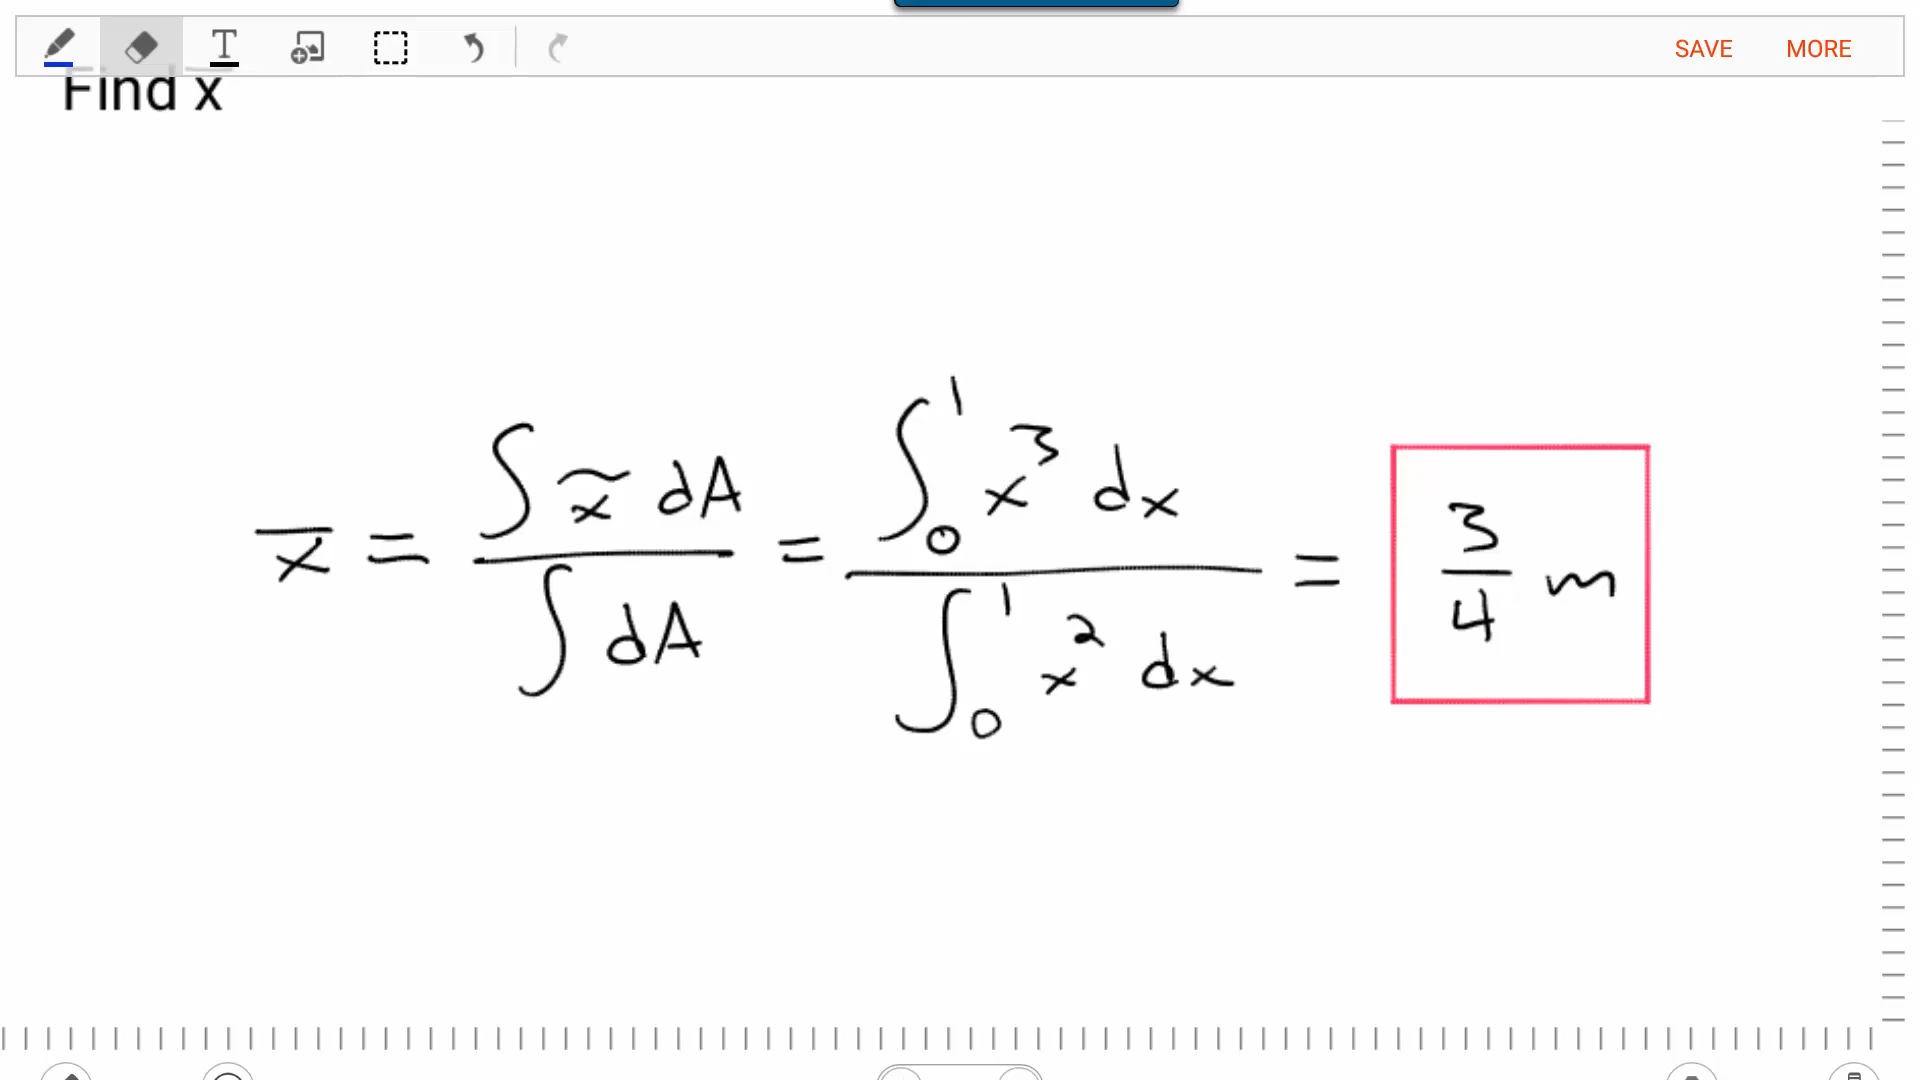 SAVE MORE
Find x̅
x̅ = ∫ x̃ dA / ∫ dA = ∫₀¹ x³ dx / ∫₀¹ x² dx = 3/4 m